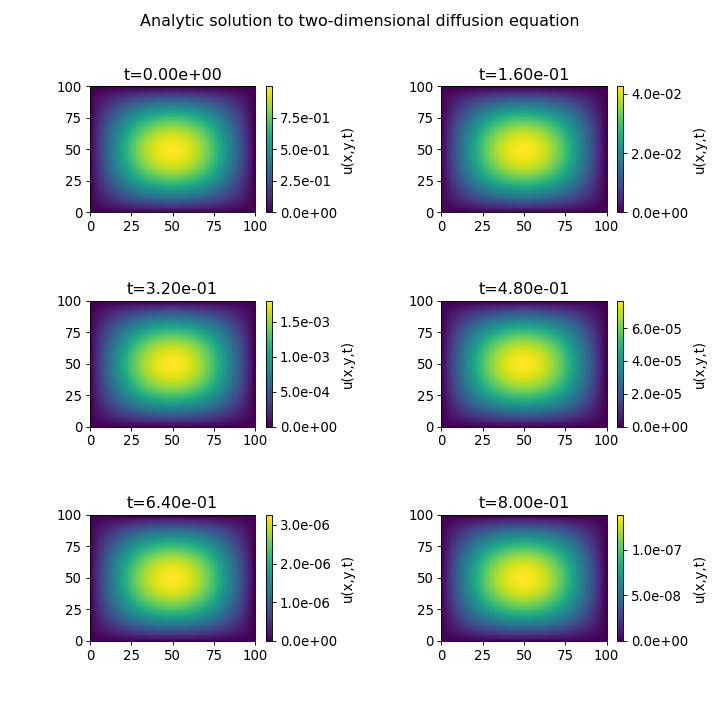 Analytic solution to two-dimensional diffusion equation
t=0.00e+00
100
75
50
25
0
0 25 50 75 100
7.5e-01
5.0e-01
2.5e-01
0.0e+00
u(x,y,t)
t=1.60e-01
100
75
50
25
0
0 25 50 75 100
4.0e-02
2.0e-02
0.0e+00
u(x,y,t)
t=3.20e-01
100
75
50
25
0
0 25 50 75 100
1.5e-03
1.0e-03
5.0e-04
0.0e+00
u(x,y,t)
t=4.80e-01
100
75
50
25
0
0 25 50 75 100
6.0e-05
4.0e-05
2.0e-05
0.0e+00
u(x,y,t)
t=6.40e-01
100
75
50
25
0
0 25 50 75 100
3.0e-06
2.0e-06
1.0e-06
0.0e+00
u(x,y,t)
t=8.00e-01
100
75
50
25
0
0 25 50 75 100
1.0e-07
5.0e-08
0.0e+00
u(x,y,t)